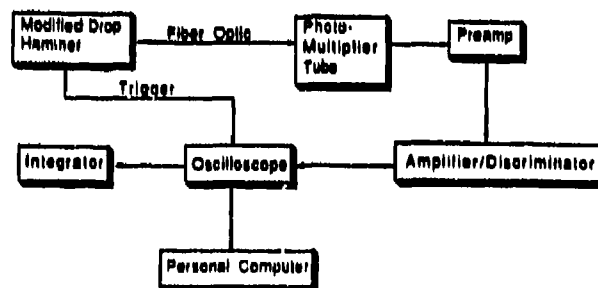 Modified Drop
Hammer
Fiber Optic
Photo-
Multiplier
Tube
Preamp
Trigger
Integrator
Oscilloscope
Amplifier/Discriminator
Personal Computer